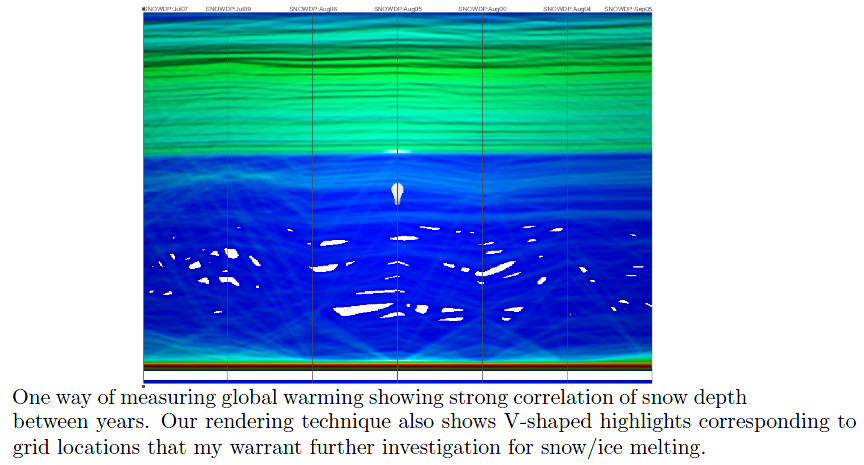 SNOWDP:Jul07 SNOWDP:Jul09 SNOWDP:Aug08 SNOWDP:Aug05 SNOWDP:Aug00 SNOWDP:Aug04 SNOWDP:Sep05
One way of measuring global warming showing strong correlation of snow depth
between years. Our rendering technique also shows V-shaped highlights corresponding to
grid locations that my warrant further investigation for snow/ice melting.